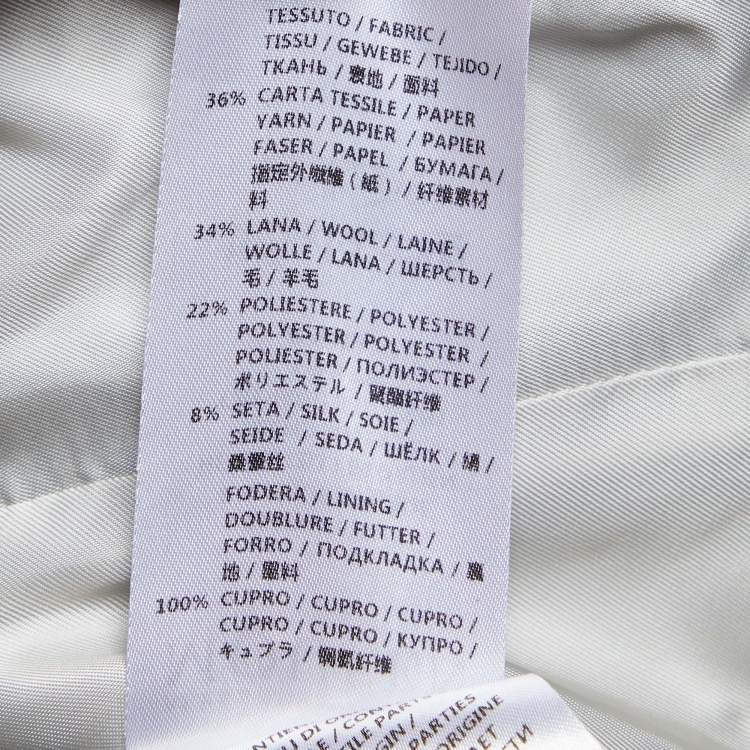 TESSUTO / FABRIC /
TISSU / GEWEBE / TEJIDO /
ТКАНЬ / 表地 / 面料
36% CARTA TESSILE / PAPER
YARN / PAPIER / PAPIER
FASER / PAPEL / БУМАГА /
指定外繊維 (紙) / 纤维素材
料
34% LANA / WOOL / LAINE /
WOLLE / LANA / ШЕРСТЬ /
毛 / 羊毛
22% POLIESTERE / POLYESTER /
POLYESTER / POLYESTER /
POLIESTER / ПОЛИЭСТЕР /
ポリエステル / 聚酯纤维
8% SETA / SILK / SOIE /
SEIDE / SEDA / ШЁЛК / 絹 /
桑蚕丝
FODERA / LINING /
DOUBLURE / FUTTER /
FORRO / ПОДКЛАДКА / 裏
地 / 里料
100% CUPRO / CUPRO / CUPRO /
CUPRO / CUPRO / КУПРО /
キュプラ / 铜氨纤维
PARTIES
ORIGINE